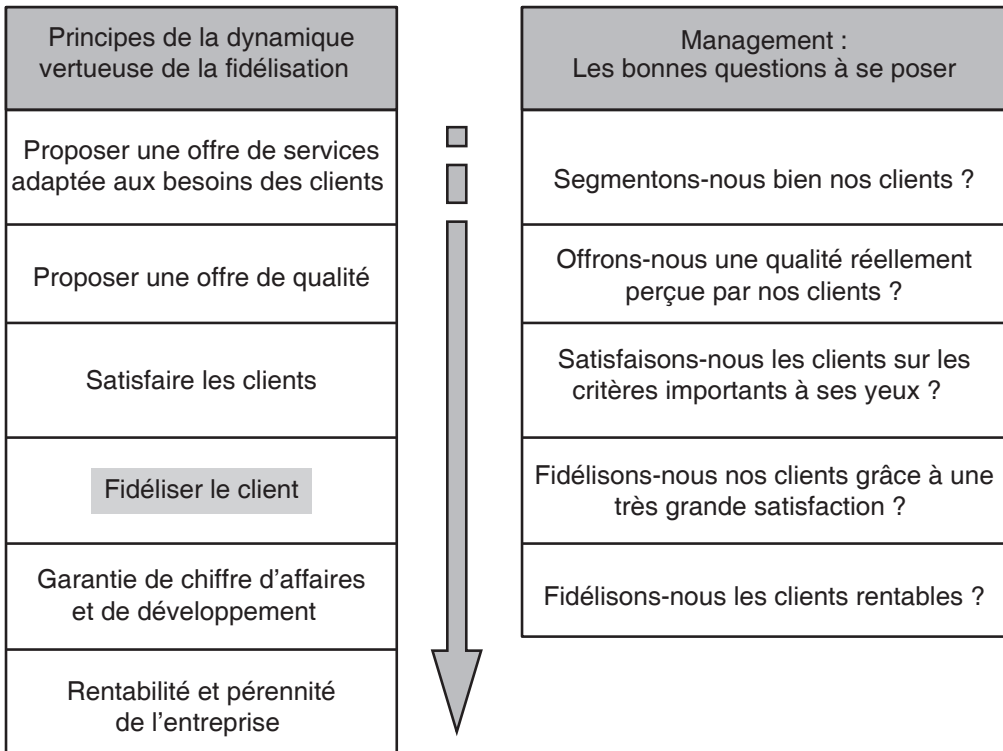 Principes de la dynamique
vertueuse de la fidélisation
Proposer une offre de services
adaptée aux besoins des clients
Proposer une offre de qualité
Satisfaire les clients
Fidéliser le client
Garantie de chiffre d’affaires
et de développement
Rentabilité et pérennité
de l’entreprise
Management :
Les bonnes questions à se poser
Segmentons-nous bien nos clients ?
Offrons-nous une qualité réellement
perçue par nos clients ?
Satisfaisons-nous les clients sur les
critères importants à ses yeux ?
Fidélisons-nous nos clients grâce à une
très grande satisfaction ?
Fidélisons-nous les clients rentables ?